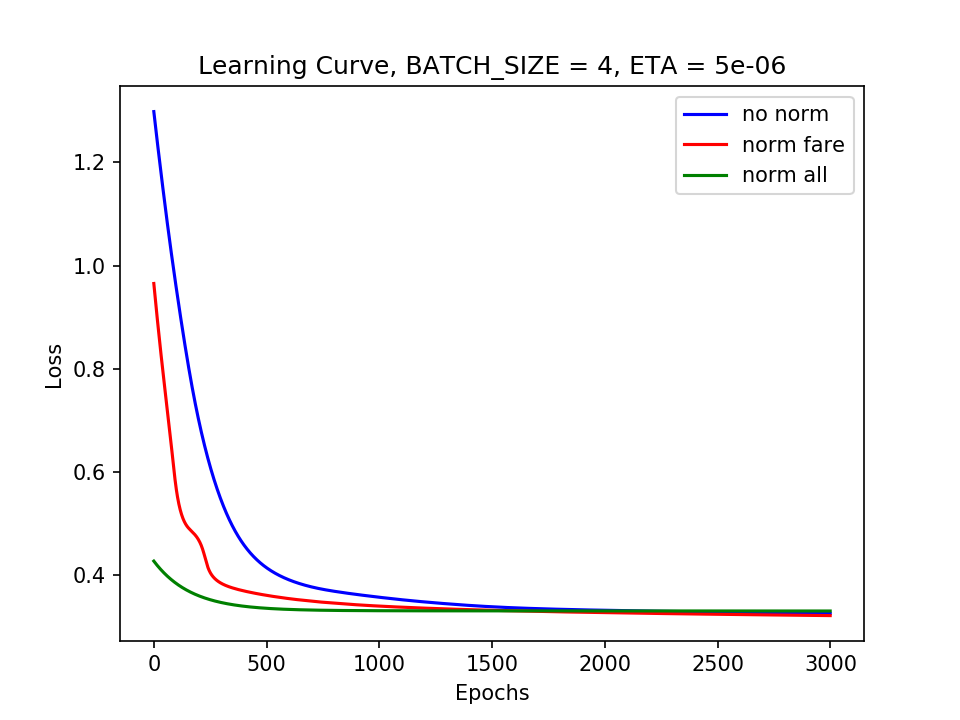 Learning Curve, BATCH_SIZE = 4, ETA = 5e-06
no norm
norm fare
norm all
Loss
1.2
1.0
0.8
0.6
0.4
0 500 1000 1500 2000 2500 3000
Epochs